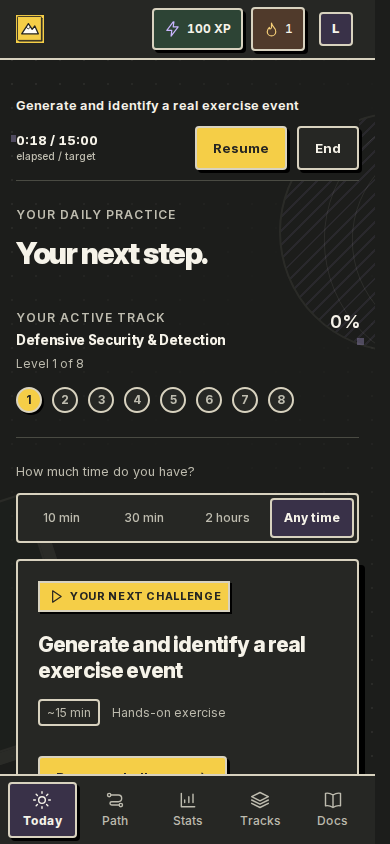 100 XP
1
L
Generate and identify a real exercise event
0:18 / 15:00
elapsed / target
Resume
End
YOUR DAILY PRACTICE
Your next step.
YOUR ACTIVE TRACK
0%
Defensive Security & Detection
Level 1 of 8
1 2 3 4 5 6 7 8
How much time do you have?
10 min 30 min 2 hours Any time
YOUR NEXT CHALLENGE
Generate and identify a real
exercise event
~15 min Hands-on exercise
Today Path Stats Tracks Docs